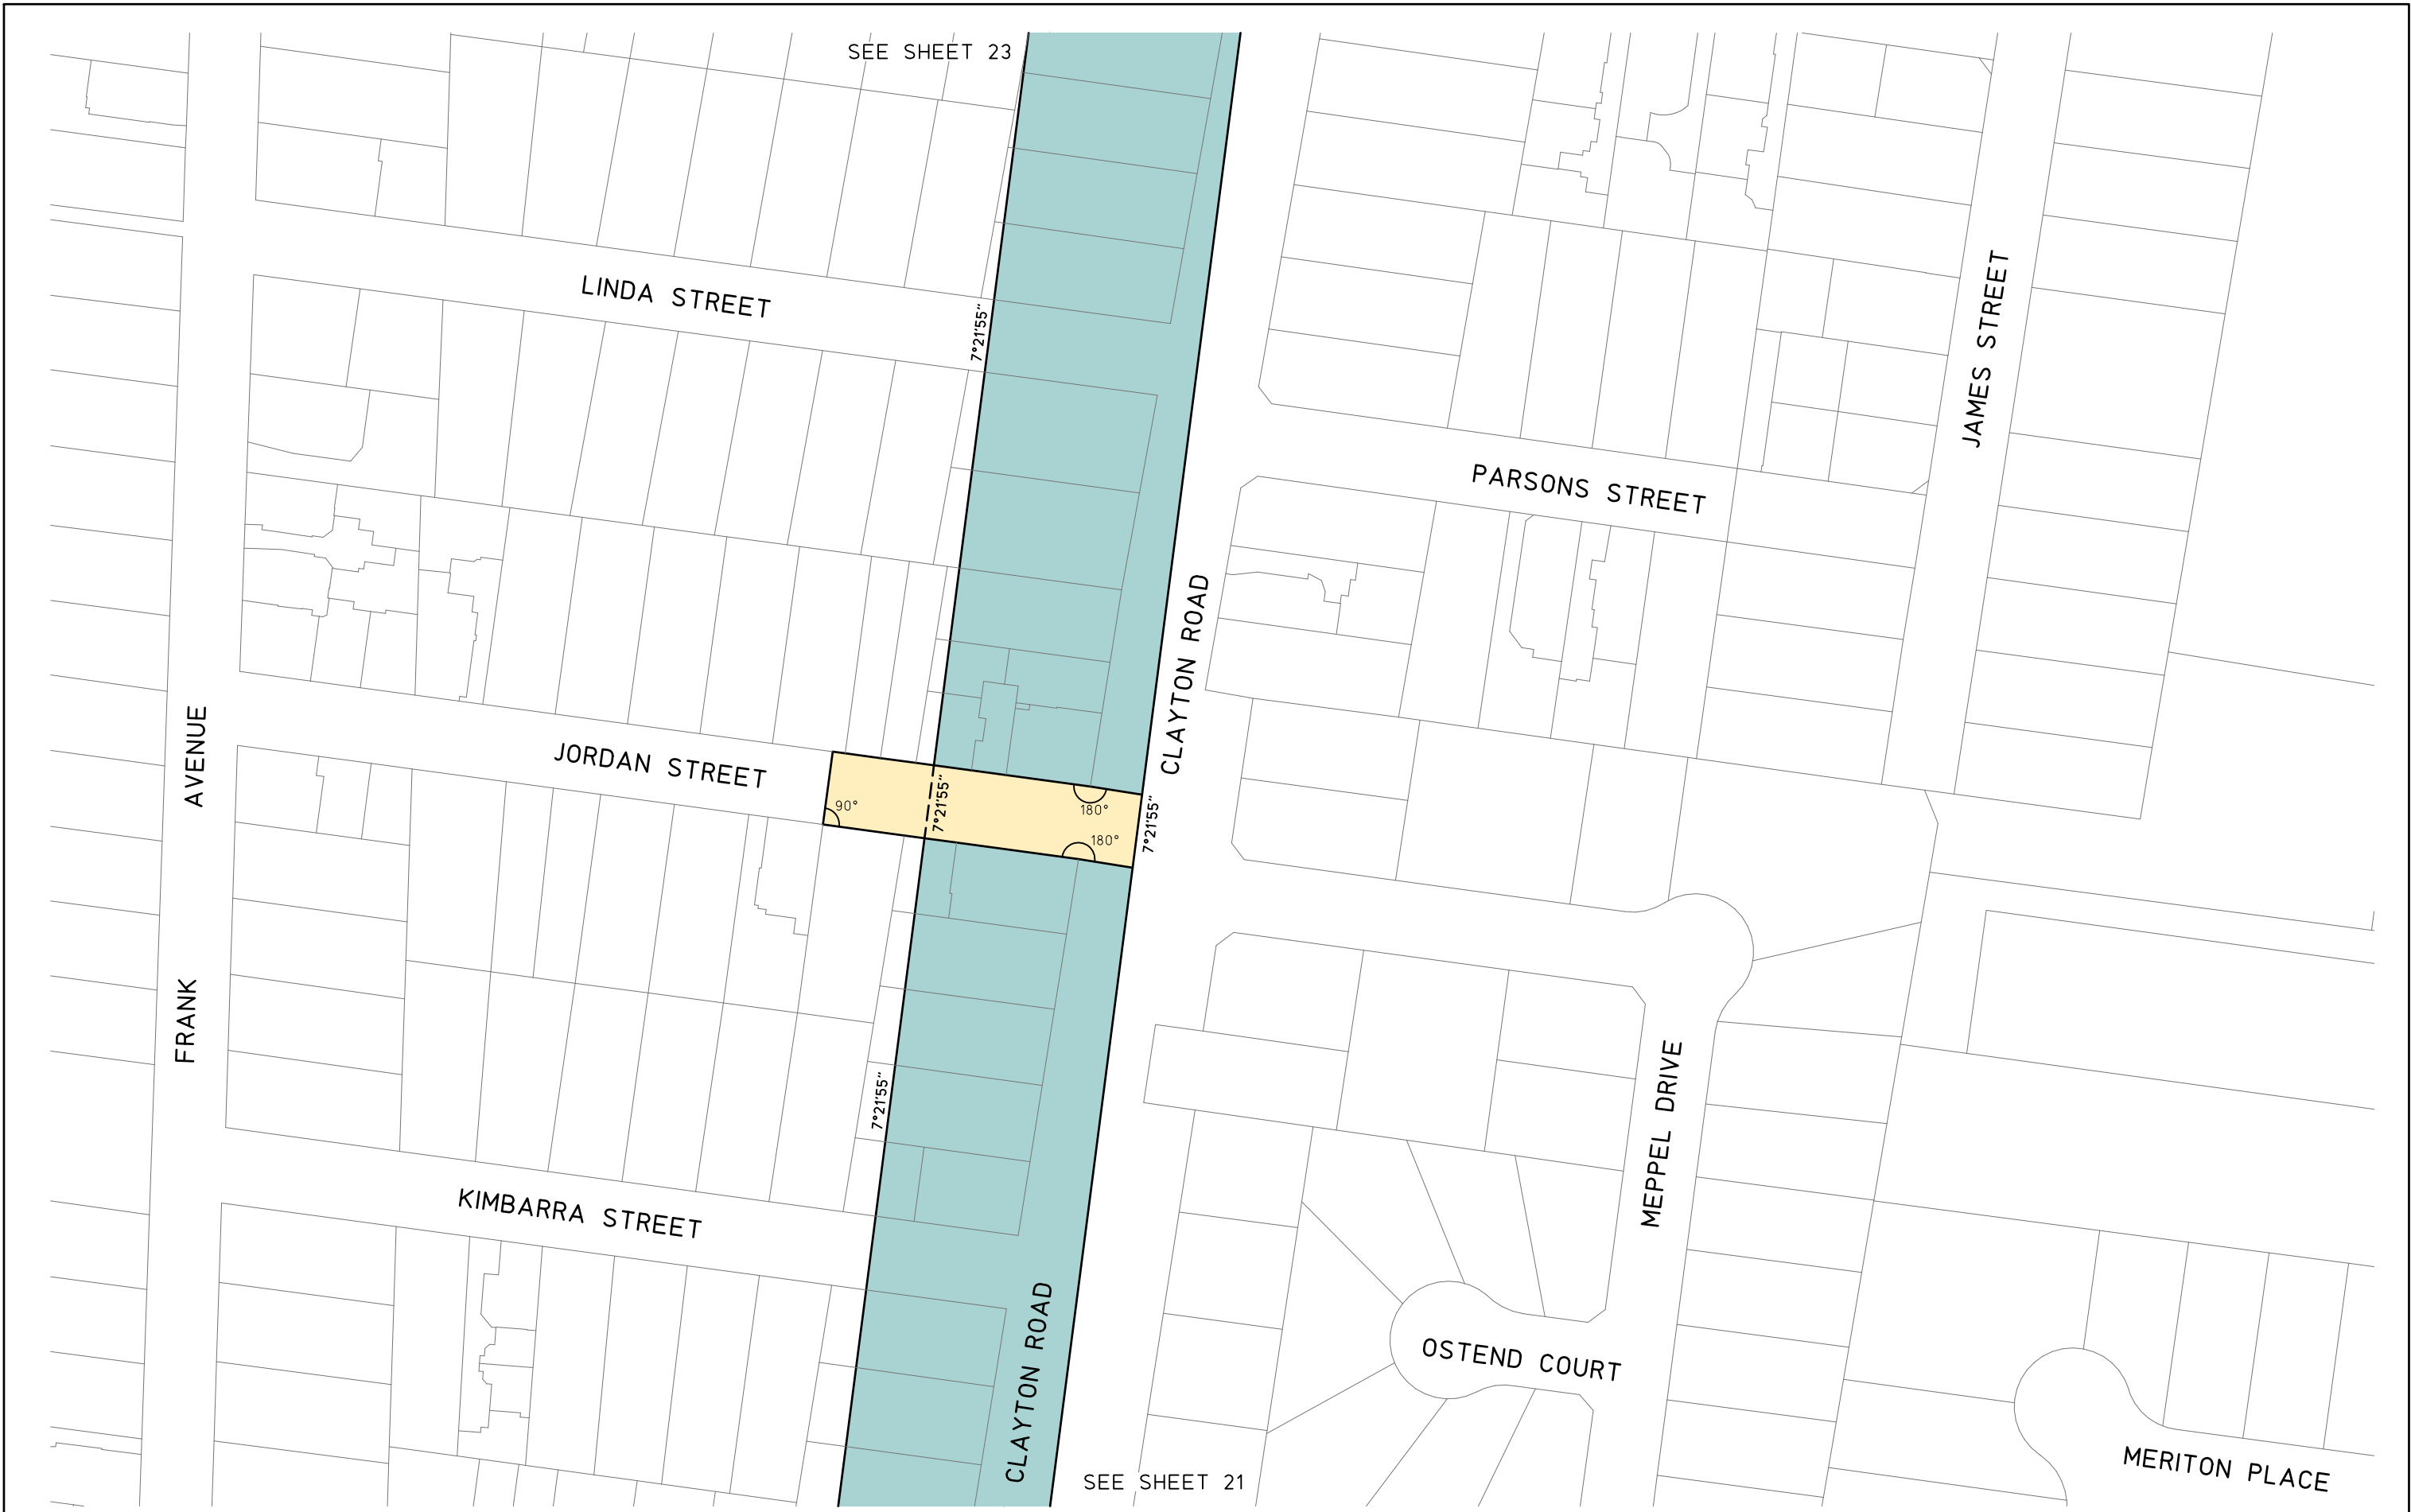 SEE SHEET 23
LINDA STREET
7°21'55"
JAMES STREET
PARSONS STREET
CLAYTON ROAD
JORDAN STREET
FRANK AVENUE
90°
7°21'55"
180°
180°
7°21'55"
7°21'55"
KIMBARRA STREET
MEPPEL DRIVE
CLAYTON ROAD
OSTEND COURT
SEE SHEET 21
MERITON PLACE